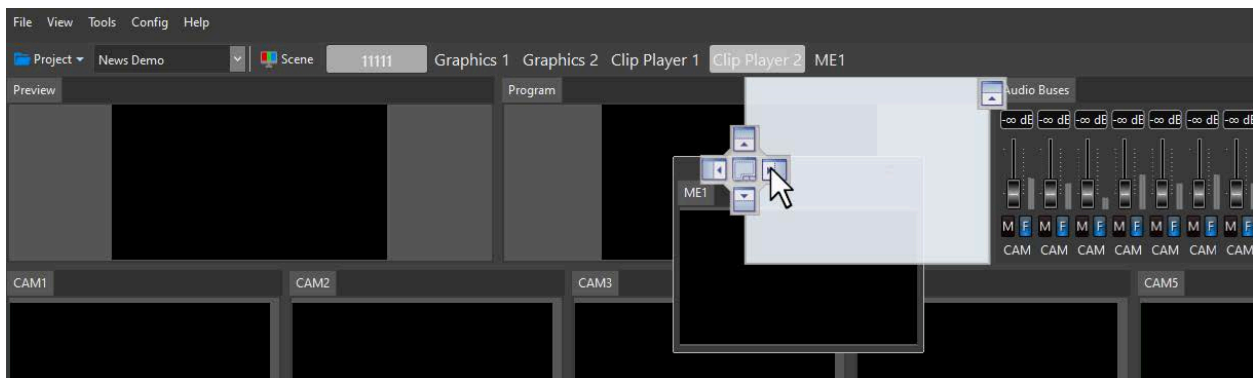 File View Tools Config Help
Project News Demo Scene 11111 Graphics 1 Graphics 2 Clip Player 1 Clip Player 2 ME1
Preview Program Audio Buses
-∞ dB -∞ dB -∞ dB -∞ dB -∞ dB -∞ dB -∞ d
ME1
M F M F M F M F M F M F M F
CAM CAM CAM CAM CAM CAM CAM
CAM1 CAM2 CAM3 CAM5